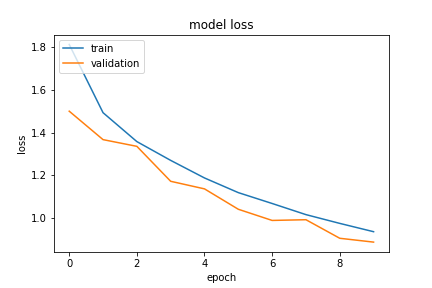 model loss
1.8
1.6
1.4
1.2
1.0
loss
train
validation
0 2 4 6 8
epoch